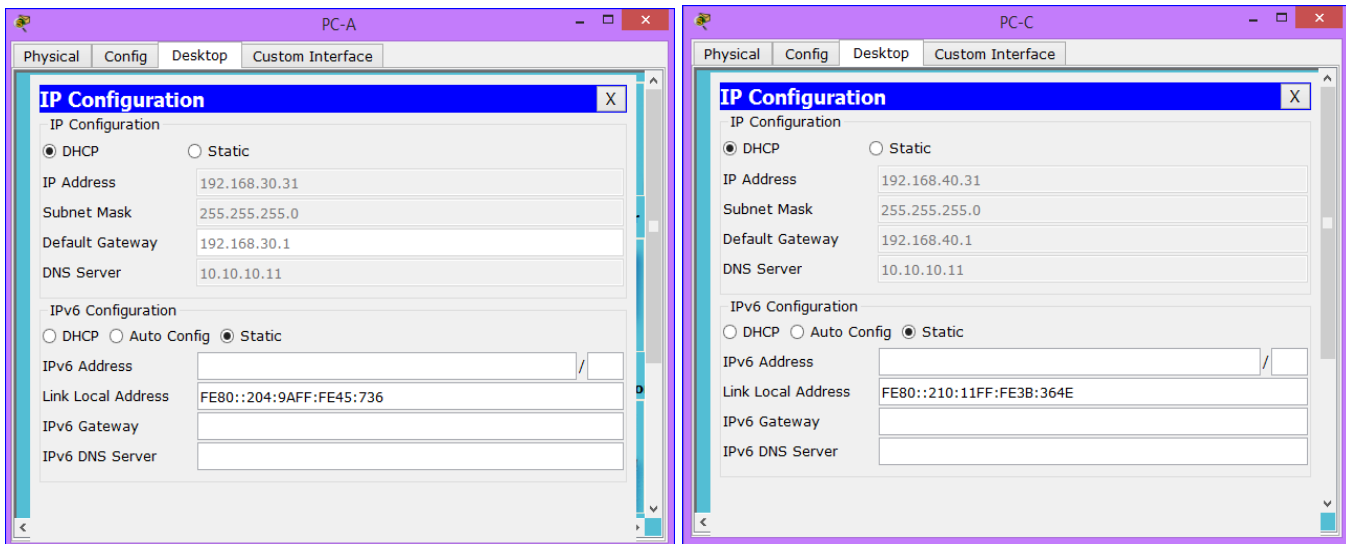 PC-A
Physical Config Desktop Custom Interface
IP Configuration X
IP Configuration
DHCP Static
IP Address 192.168.30.31
Subnet Mask 255.255.255.0
Default Gateway 192.168.30.1
DNS Server 10.10.10.11
IPv6 Configuration
DHCP Auto Config Static
IPv6 Address /
Link Local Address FE80::204:9AFF:FE45:736
IPv6 Gateway
IPv6 DNS Server
PC-C
Physical Config Desktop Custom Interface
IP Configuration X
IP Configuration
DHCP Static
IP Address 192.168.40.31
Subnet Mask 255.255.255.0
Default Gateway 192.168.40.1
DNS Server 10.10.10.11
IPv6 Configuration
DHCP Auto Config Static
IPv6 Address /
Link Local Address FE80::210:11FF:FE3B:364E
IPv6 Gateway
IPv6 DNS Server